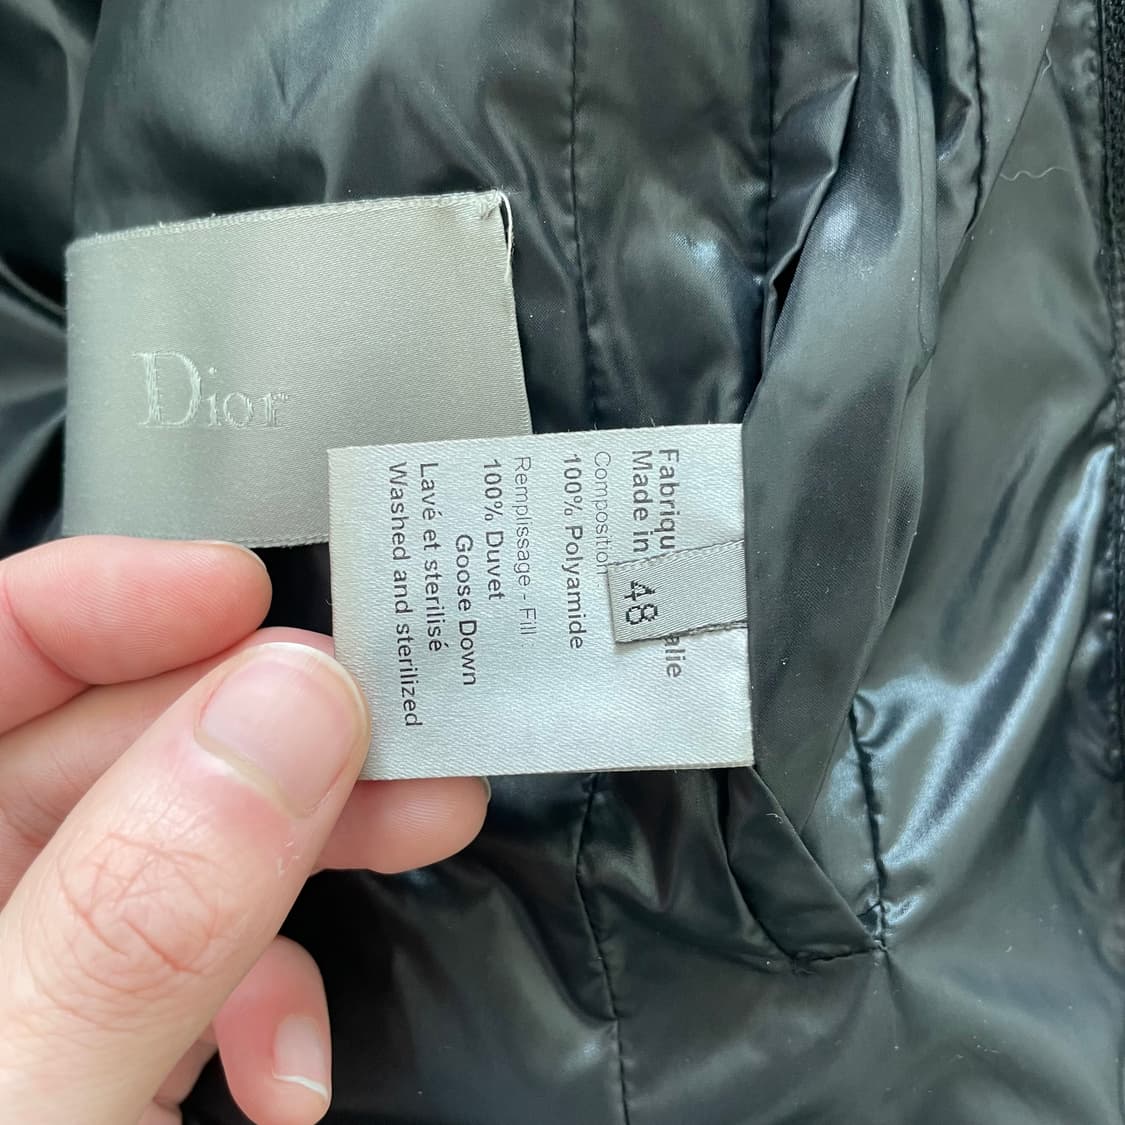 Dior
48
Fabriqu alie
Made in
Composition
100% Polyamide
Remplissage - Fill :
100% Duvet
Goose Down
Lavé et sterilisé
Washed and sterilized